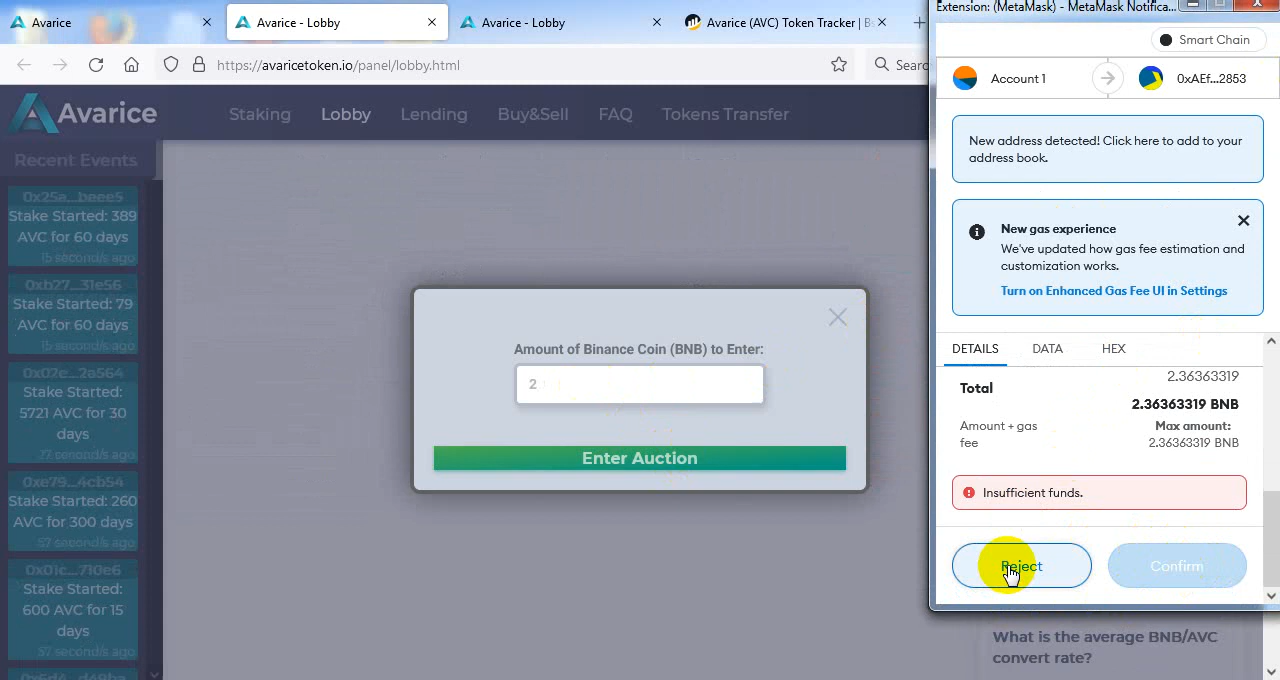 Avarice
Avarice - Lobby
Avarice - Lobby
Avarice (AVC) Token Tracker | B
Extension: (MetaMask) - MetaMask Notifica...
https://avaricetoken.io/panel/lobby.html
Sear
Smart Chain
Account 1
0xAEf...2853
Avarice
Staking
Lobby
Lending
Buy&Sell
FAQ
Tokens Transfer
Recent Events
0x25a...beee5
Stake Started: 389
AVC for 60 days
15 second/s ago
0xb27...31e56
Stake Started: 79
AVC for 60 days
15 second/s ago
0x02e...2a564
Stake Started:
5721 AVC for 30
days
27 second/s ago
0xe79...4cb54
Stake Started: 260
AVC for 300 days
57 second/s ago
0x01c...710e6
Stake Started:
600 AVC for 15
days
57 second/s ago
Amount of Binance Coin (BNB) to Enter:
2
Enter Auction
New address detected! Click here to add to your
address book.
New gas experience
We've updated how gas fee estimation and
customization works.
Turn on Enhanced Gas Fee UI in Settings
DETAILS
DATA
HEX
2.36363319
Total
2.36363319 BNB
Amount + gas
fee
Max amount:
2.36363319 BNB
Insufficient funds.
Reject
Confirm
What is the average BNB/AVC
convert rate?